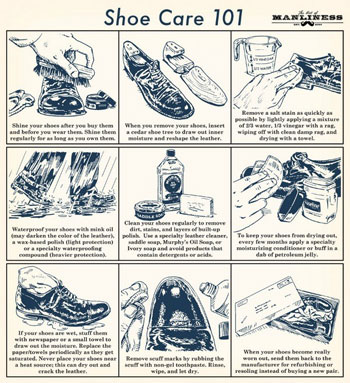 Shoe Care 101
The Art of
MANLINESS
Shine your shoes after you buy them
and before you wear them. Shine them
regularly for as long as you own them.
When you remove your shoes, insert
a cedar shoe tree to draw out inner
moisture and reshape the leather.
Remove a salt stain as quickly as
possible by lightly applying a mixture
of 2/3 water, 1/3 vinegar with a rag,
wiping off with clean damp rag, and
drying with a towel.
Waterproof your shoes with mink oil
(may darken the color of the leather),
a wax-based polish (light protection)
or a specialty waterproofing
compound (heavier protection).
Clean your shoes regularly to remove
dirt, stains, and layers of built-up
polish. Use a specialty leather cleaner,
saddle soap, Murphy's Oil Soap, or
Ivory soap and avoid products that
contain detergents or acids.
To keep your shoes from drying out,
every few months apply a specialty
moisturizing conditioner or buff in a
dab of petroleum jelly.
If your shoes are wet, stuff them
with newspaper or a small towel to
draw out the moisture. Replace the
paper/towels periodically as they get
saturated. Never place your shoes near
a heat source; this can dry out and
crack the leather.
Remove scuff marks by rubbing the
scuff with non-gel toothpaste. Rinse,
wipe, and let dry.
When your shoes become really
worn out, send them back to the
manufacturer for refurbishing or
resoling instead of buying a new pair.